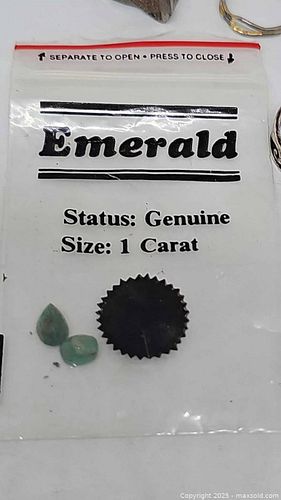 ↑ SEPARATE TO OPEN • PRESS TO CLOSE ↓
Emerald
Status: Genuine
Size: 1 Carat
Copyright 2023 - maxsold.com